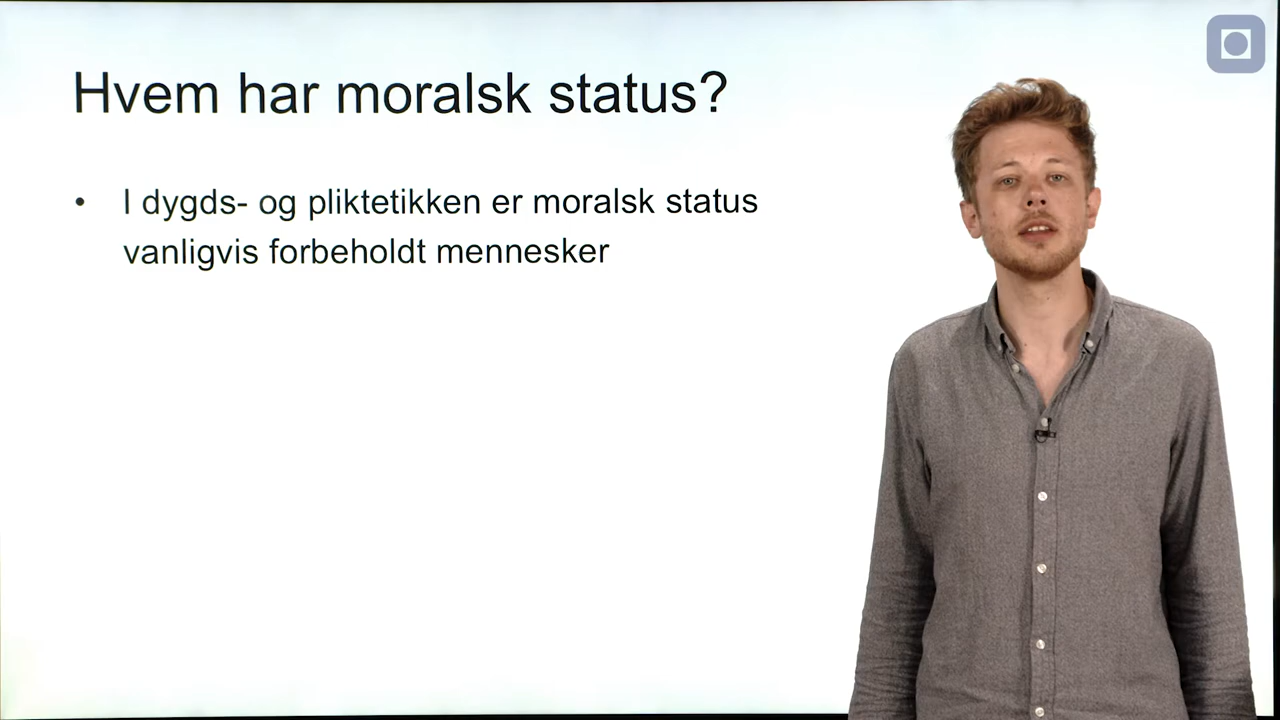 Hvem har moralsk status?
• I dygds- og pliktetikken er moralsk status
vanligvis forbeholdt mennesker